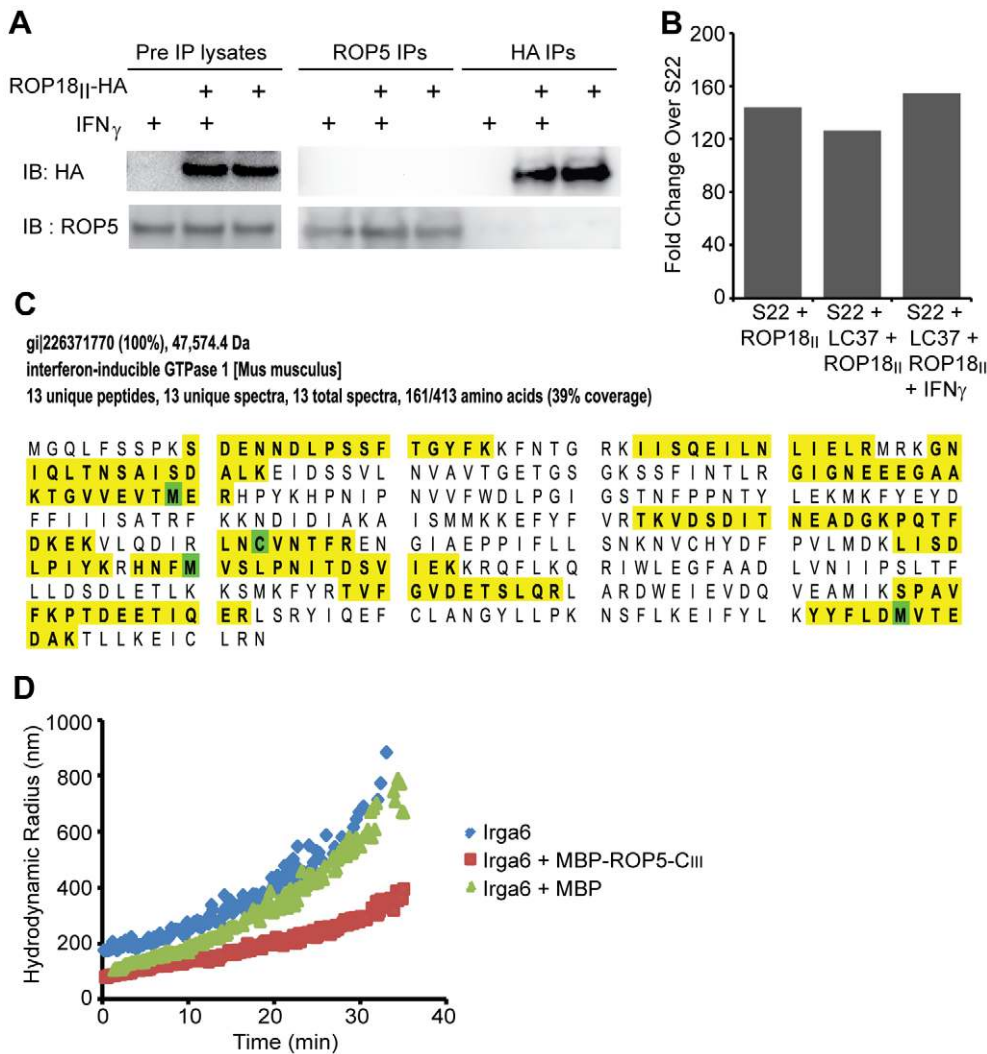 A
Pre IP lysates ROP5 IPs HA IPs
ROP18II-HA + + + + + +
IFNγ + + + + + +
IB: HA
IB : ROP5
B
Fold Change Over S22
200
160
120
80
40
0
S22 + ROP18II
S22 + LC37 + ROP18II
S22 + LC37 + ROP18II + IFNγ
C
gi|226371770 (100%), 47,574.4 Da
interferon-inducible GTPase 1 [Mus musculus]
13 unique peptides, 13 unique spectra, 13 total spectra, 161/413 amino acids (39% coverage)
MGQLFSSPKS DENNDLPSSF TGYFKKFNTG RKIISQEILN LIELRMRKGN
IQLTNSAISD ALKEIDSSVL NVAVTGETGS GKSSFINTLR GIGNEEEGAA
KTGVVEVTME RHPYKHPNIP NVVFWDLPGI GSTNFPPNTY LEKMKFYEYD
FFIIISATRF KKNDIDIAKA ISMMKKEFYF VRTKVDSDIT NEADGKPQTF
DKEKVLQDIR LNCVNTFREN GIAEPPIFLL SNKNVCHYDF PVLMDKLISD
LPIYKRHNFM VSLPNITDSV IEKKRQFLKQ RIWLEGFAAD LVNIIPSLTF
LLDSDLETLK KSMKFYRTVF GVDETSLQRL ARDWEIEVDQ VEAMIKSPAV
FKPTDEETIQ ERLSRYIQEF CLANGYLLPK NSFLKEIFYL KYYFLDMVTE
DAKTLLKEIC LRN
D
Hydrodynamic Radius (nm)
1000
800
600
400
200
0
0 10 20 30 40
Time (min)
Irga6
Irga6 + MBP-ROP5-CIII
Irga6 + MBP